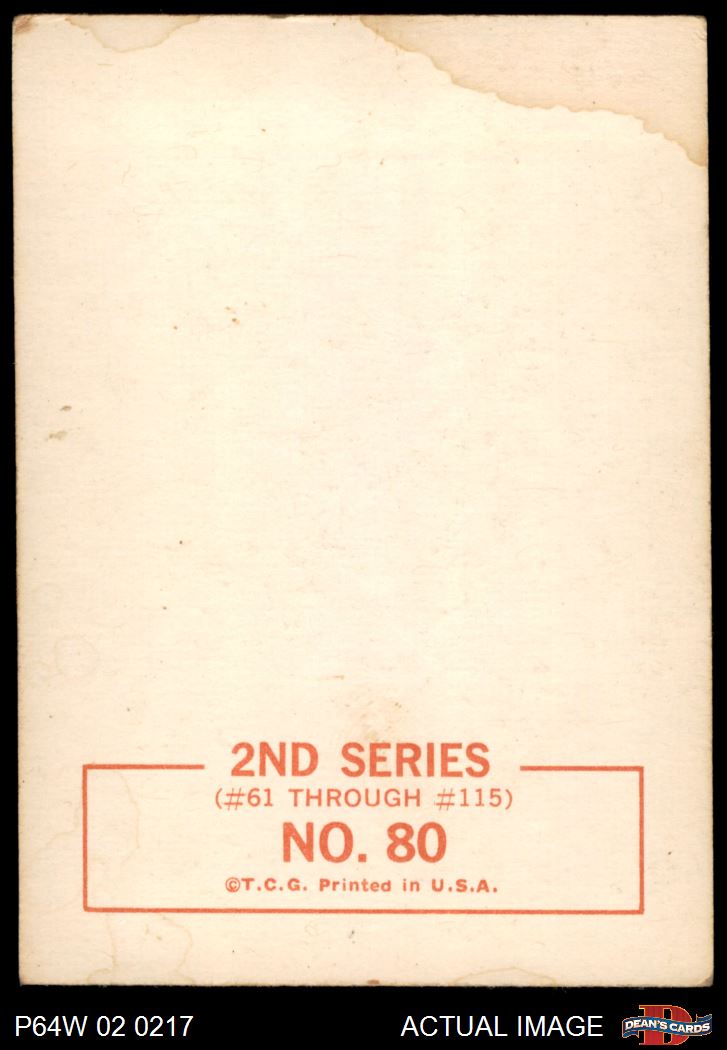 2ND SERIES
(#61 THROUGH #115)
NO. 80
©T.C.G. Printed in U.S.A.
P64W 02 0217
ACTUAL IMAGE
D
DEAN'S CARDS